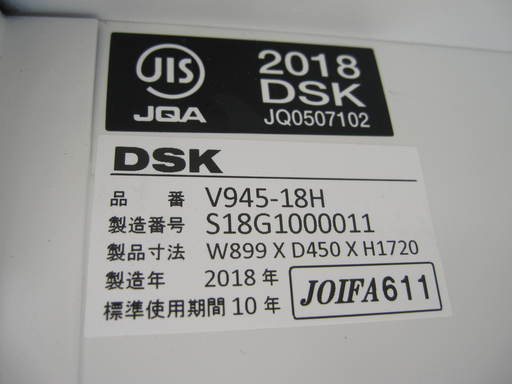 JIS
JQA
2018
DSK
JQ0507102
DSK
品 番 V945-18H
製造番号 S18G1000011
製品寸法 W899 X D450 X H1720
製造年 2018 年
標準使用期間 10 年
JOIFA611